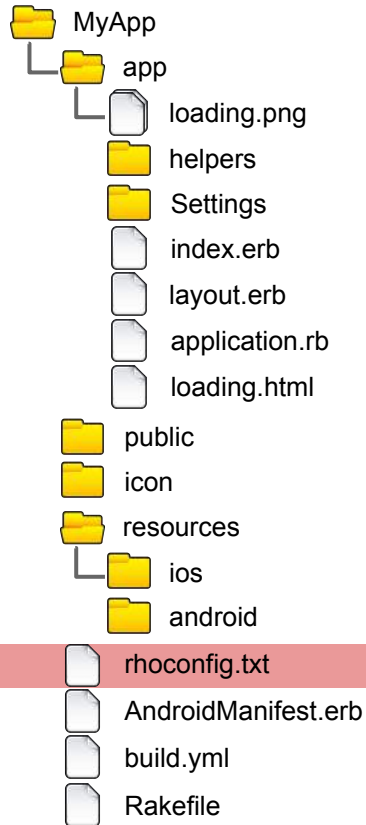 MyApp
app
loading.png
helpers
Settings
index.erb
layout.erb
application.rb
loading.html
public
icon
resources
ios
android
rhoconfig.txt
AndroidManifest.erb
build.yml
Rakefile